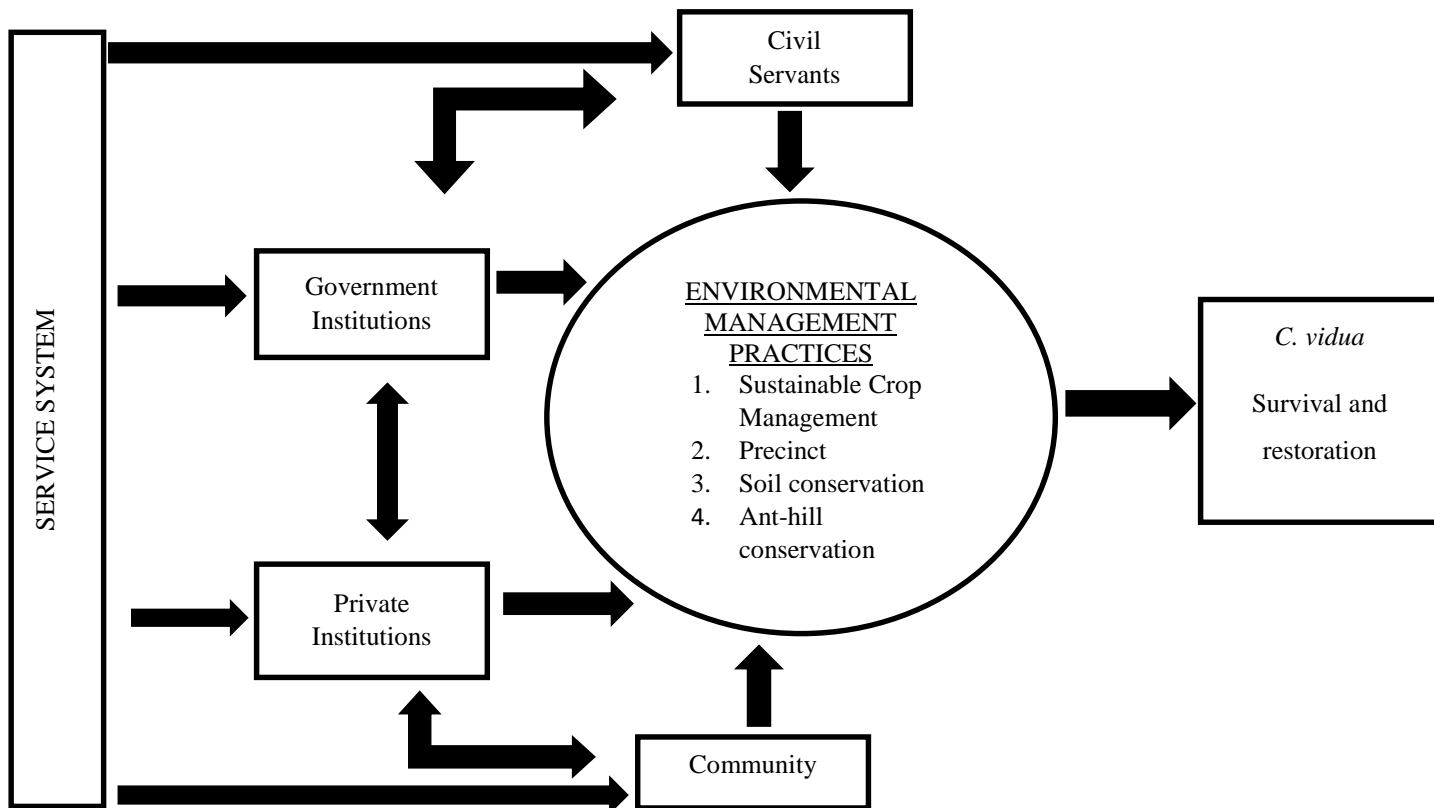 SERVICE SYSTEM
Civil
Servants
Government
Institutions
Private
Institutions
Community
ENVIRONMENTAL
MANAGEMENT
PRACTICES
1. Sustainable Crop
Management
2. Precinct
3. Soil conservation
4. Ant-hill
conservation
C. vidua
Survival and
restoration